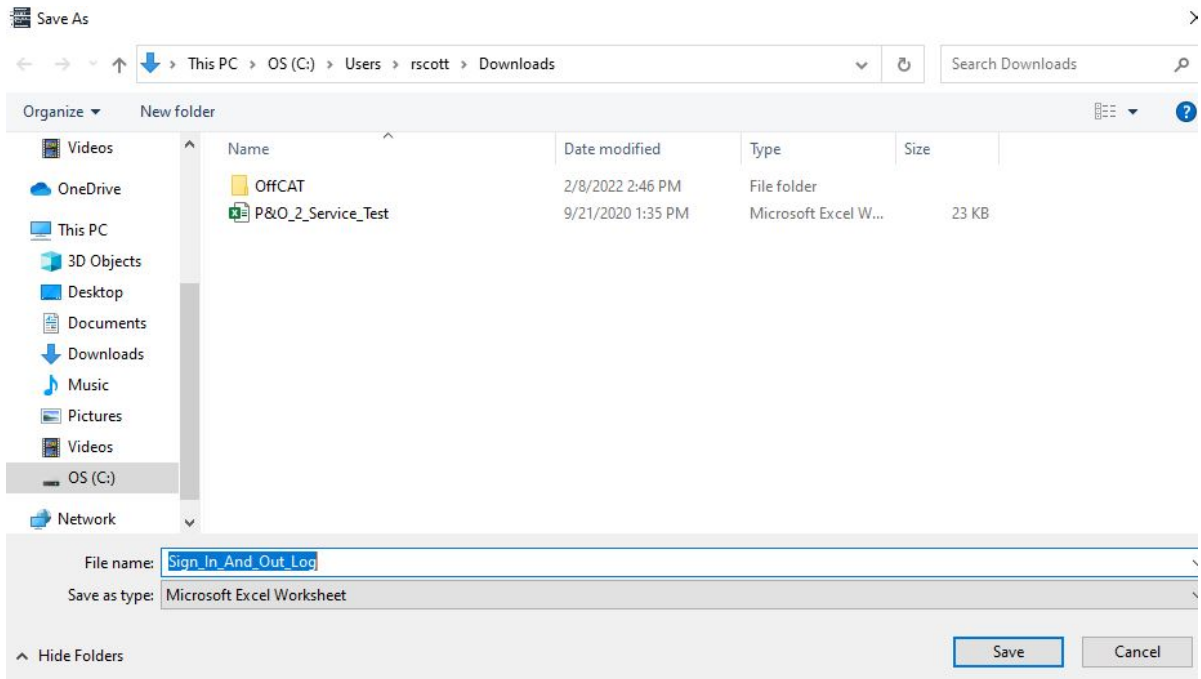 Save As
This PC > OS (C:) > Users > rscott > Downloads
Search Downloads
Organize
New folder
Name
Date modified
Type
Size
OffCAT
2/8/2022 2:46 PM
File folder
P&O_2_Service_Test
9/21/2020 1:35 PM
Microsoft Excel W...
23 KB
Videos
OneDrive
This PC
3D Objects
Desktop
Documents
Downloads
Music
Pictures
Videos
OS (C:)
Network
File name: Sign_In_And_Out_Log
Save as type: Microsoft Excel Worksheet
Hide Folders
Save
Cancel